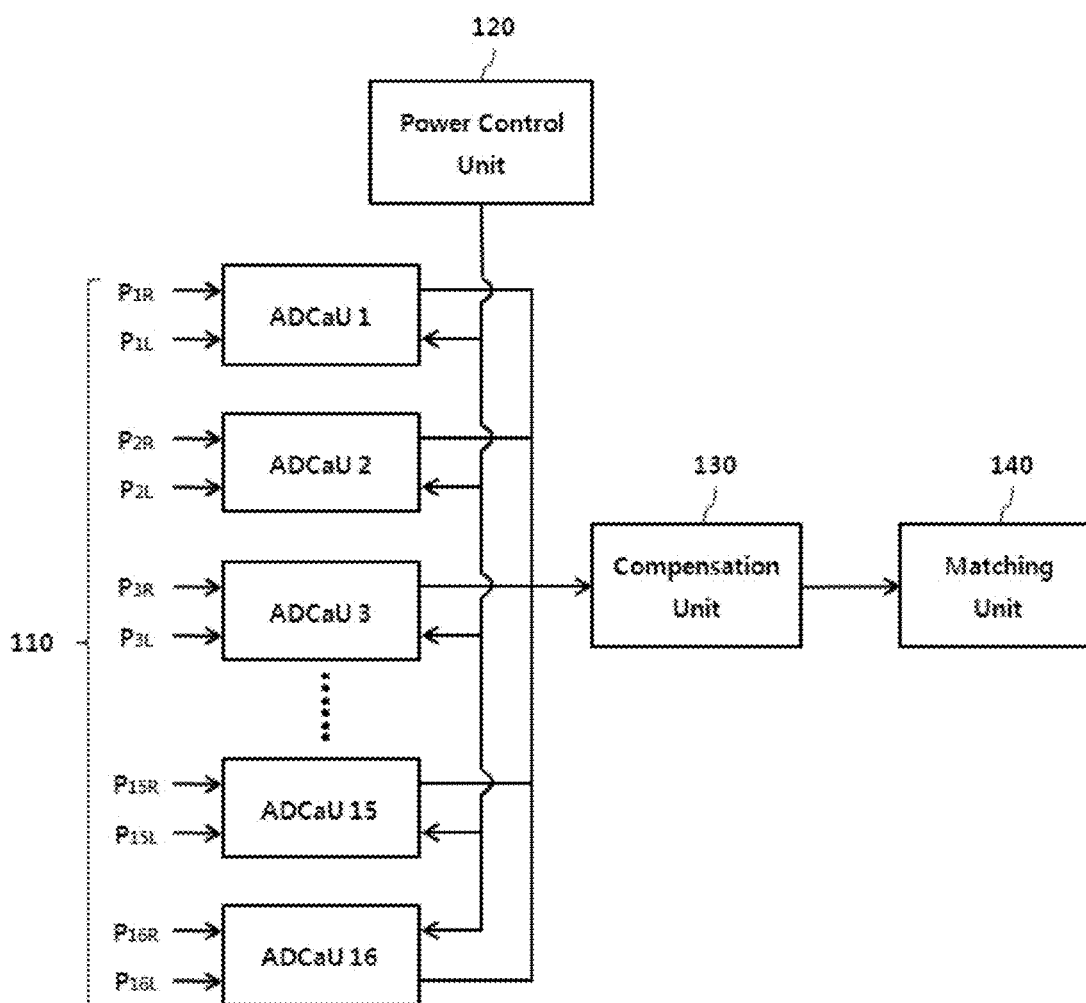 120
Power Control
Unit
P1R
ADCaU 1
P1L
P2R
ADCaU 2
P2L
130
140
P3R
ADCaU 3
P3L
Compensation
Unit
Matching
Unit
110
P15R
ADCaU 15
P15L
P16R
ADCaU 16
P16L